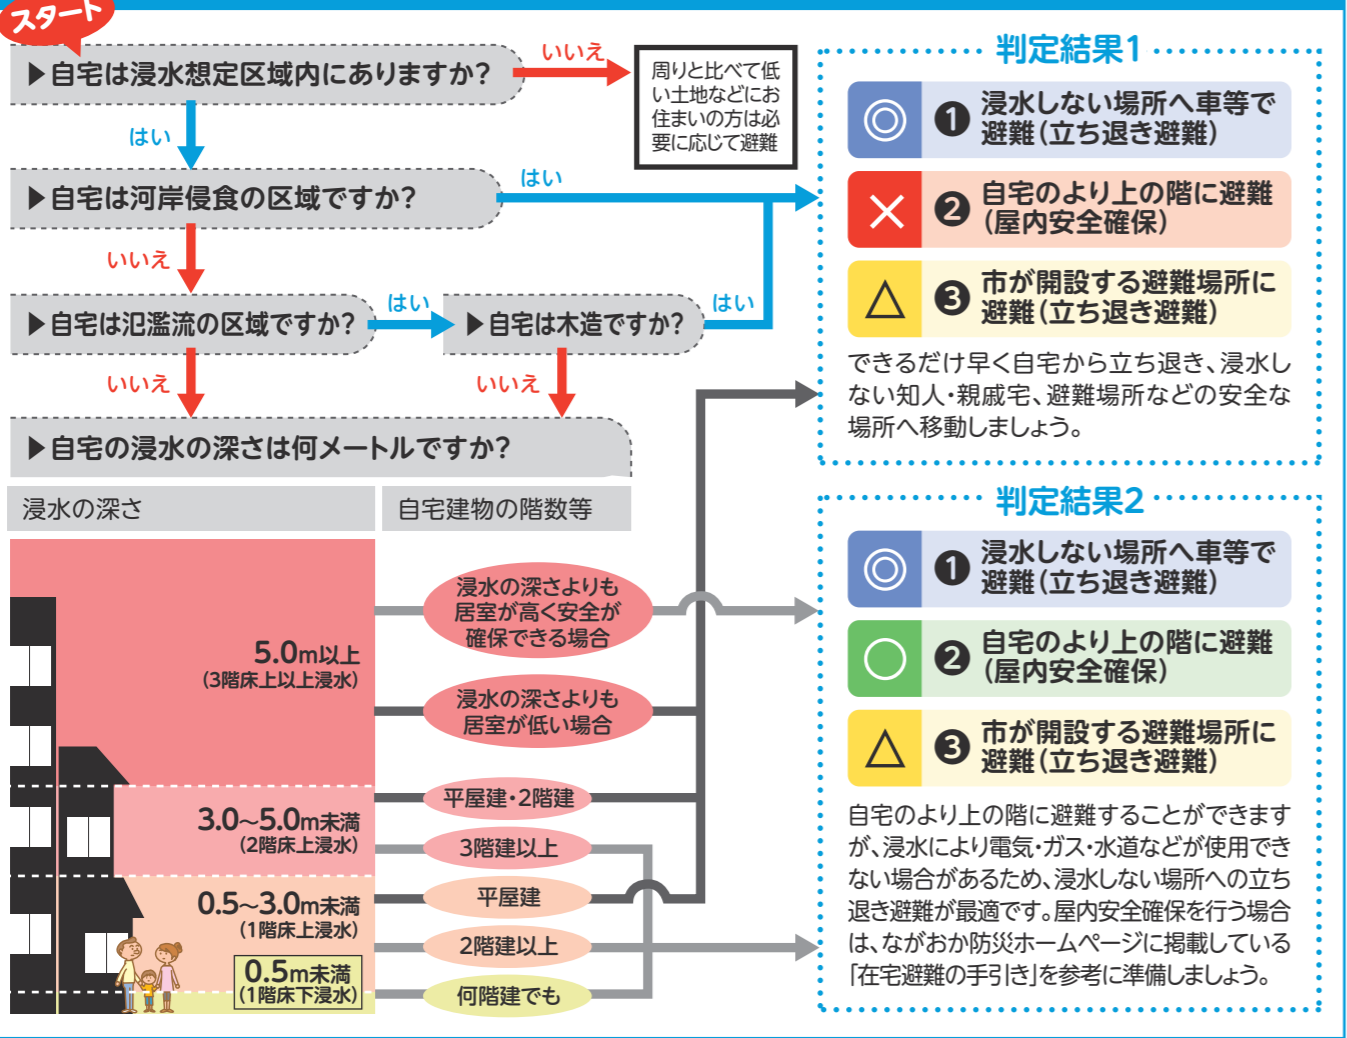 スタート
▶自宅は浸水想定区域内にありますか?
いいえ
周りと比べて低
い土地などにお
住まいの方は必
要に応じて避難
はい
▶自宅は河岸侵食の区域ですか?
はい
いいえ
▶自宅は氾濫流の区域ですか?
はい
▶自宅は木造ですか?
はい
いいえ
いいえ
▶自宅の浸水の深さは何メートルですか?
浸水の深さ
自宅建物の階数等
5.0m以上
(3階床上以上浸水)
浸水の深さよりも
居室が高く安全が
確保できる場合
浸水の深さよりも
居室が低い場合
3.0〜5.0m未満
(2階床上浸水)
平屋建・2階建
3階建以上
0.5〜3.0m未満
(1階床上浸水)
平屋建
2階建以上
0.5m未満
(1階床下浸水)
何階建でも
判定結果1
◎ ❶ 浸水しない場所へ車等で
避難(立ち退き避難)
× ❷ 自宅のより上の階に避難
(屋内安全確保)
△ ❸ 市が開設する避難場所に
避難(立ち退き避難)
できるだけ早く自宅から立ち退き、浸水し
ない知人・親戚宅、避難場所などの安全な
場所へ移動しましょう。
判定結果2
◎ ❶ 浸水しない場所へ車等で
避難(立ち退き避難)
○ ❷ 自宅のより上の階に避難
(屋内安全確保)
△ ❸ 市が開設する避難場所に
避難(立ち退き避難)
自宅のより上の階に避難することができます
が、浸水により電気・ガス・水道などが使用でき
ない場合があるため、浸水しない場所への立ち
退き避難が最適です。屋内安全確保を行う場合
は、ながおか防災ホームページに掲載している
「在宅避難の手引き」を参考に準備しましょう。